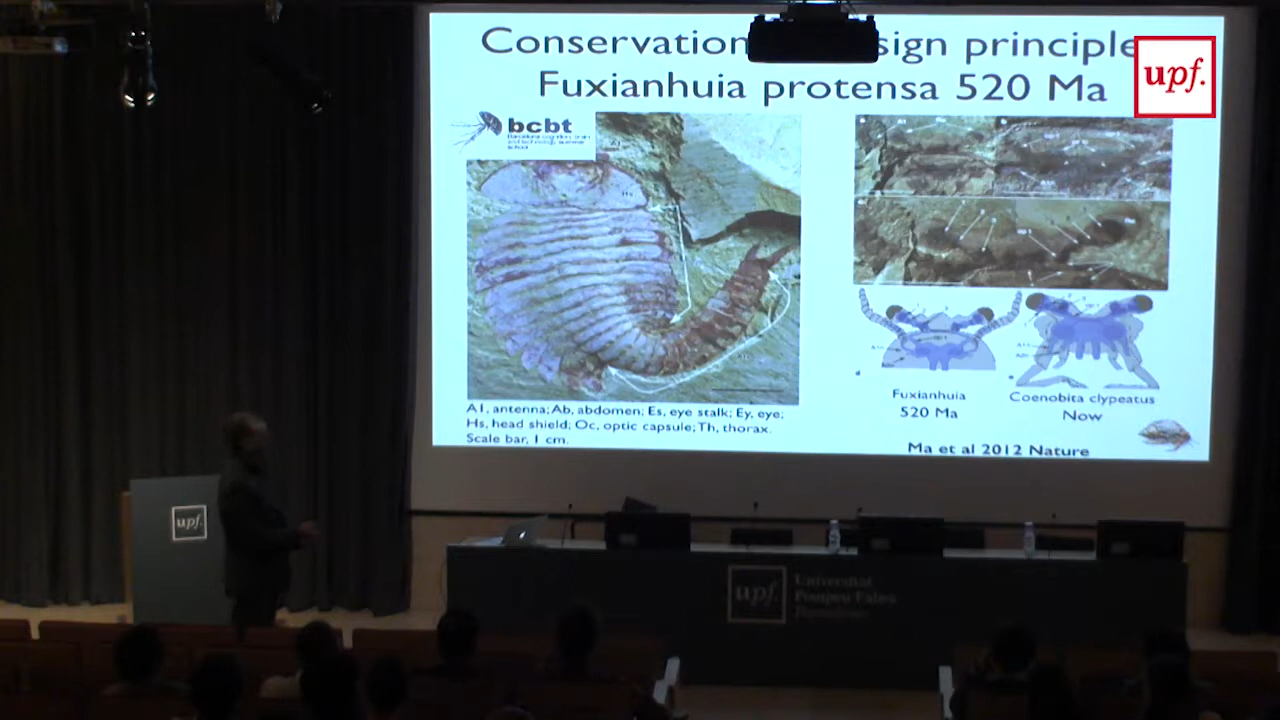 Conservation sign principle
Fuxianhuia protensa 520 Ma
upf.
bcbt
A1, antenna; Ab, abdomen; Es, eye stalk; Ey, eye;
Hs, head shield; Oc, optic capsule; Th, thorax.
Scale bar, 1 cm.
Fuxianhuia
520 Ma
Coenobita clypeatus
Now
Ma et al 2012 Nature
upf.
upf.
Universitat
Pompeu Fabra
Barcelona